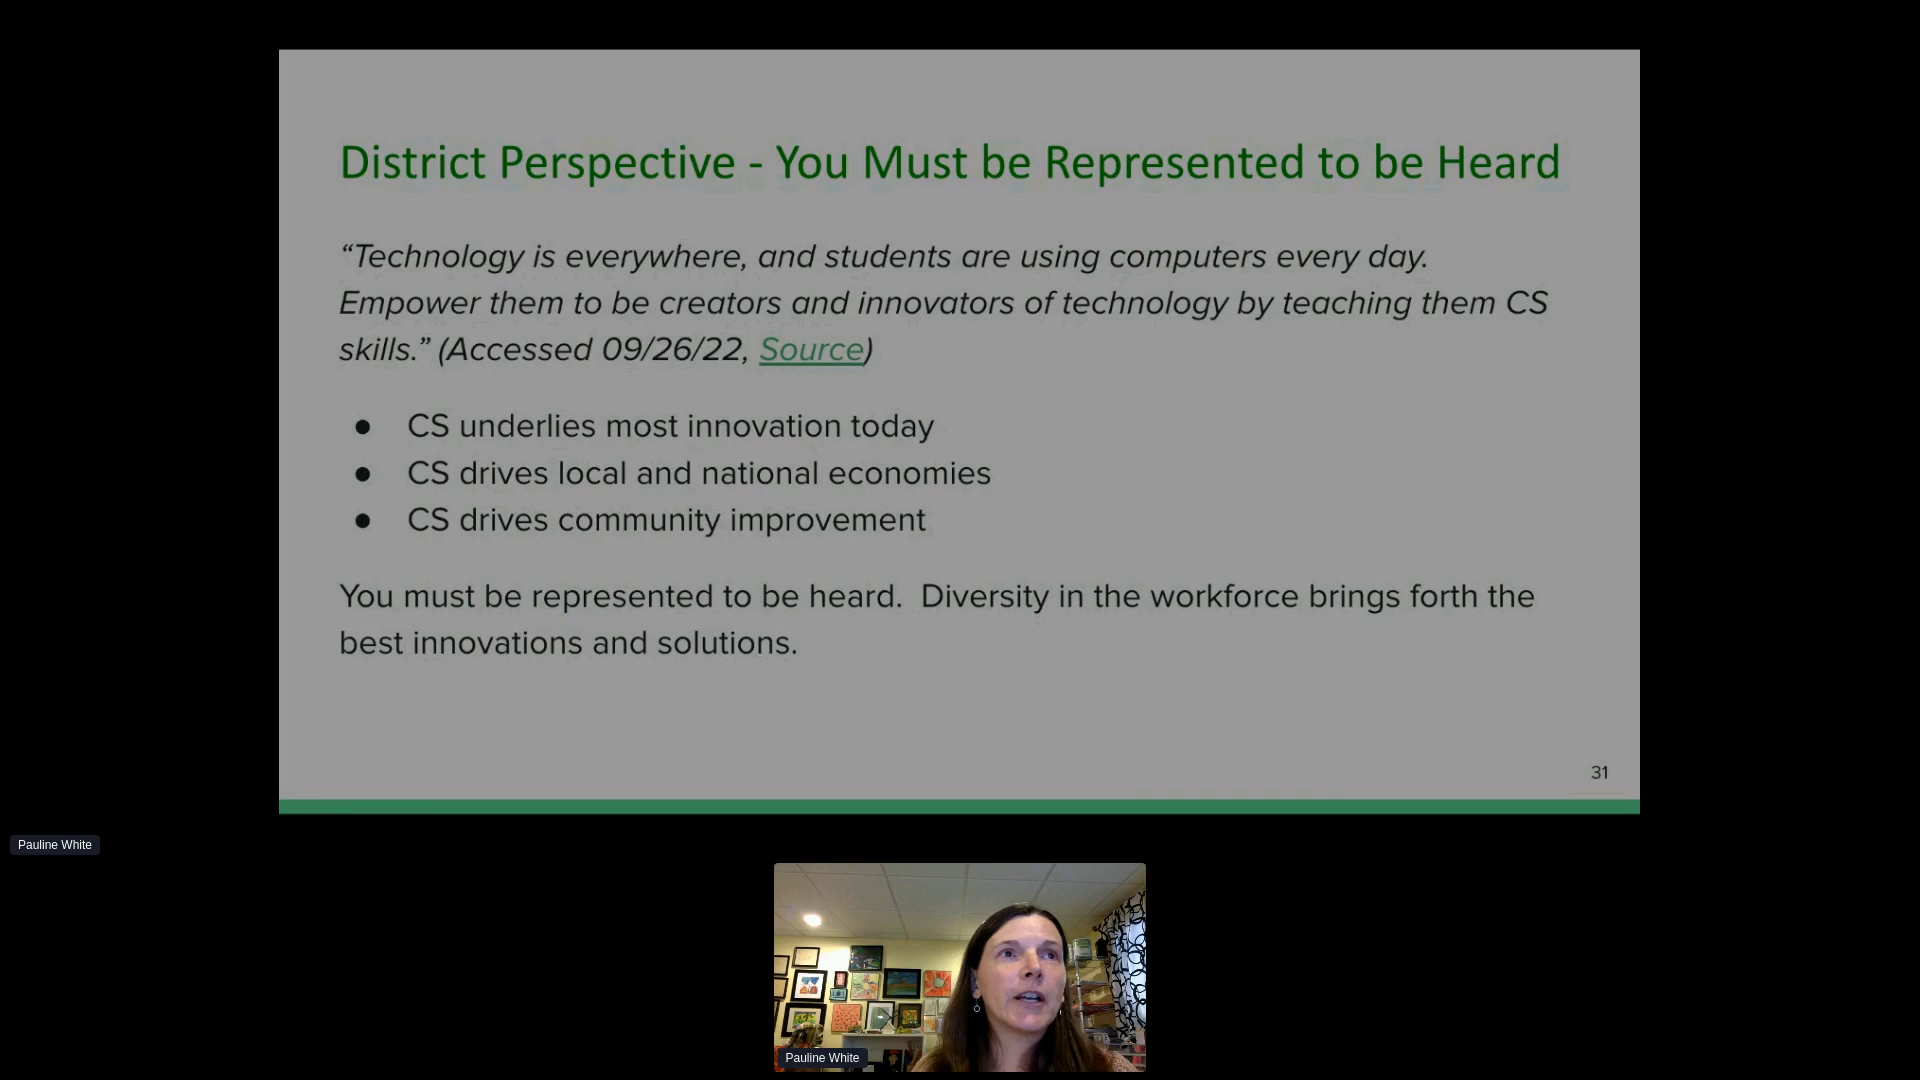 District Perspective - You Must be Represented to be Heard
“Technology is everywhere, and students are using computers every day.
Empower them to be creators and innovators of technology by teaching them CS
skills.” (Accessed 09/26/22, Source)
● CS underlies most innovation today
● CS drives local and national economies
● CS drives community improvement
You must be represented to be heard.  Diversity in the workforce brings forth the
best innovations and solutions.
31
Pauline White
Pauline White